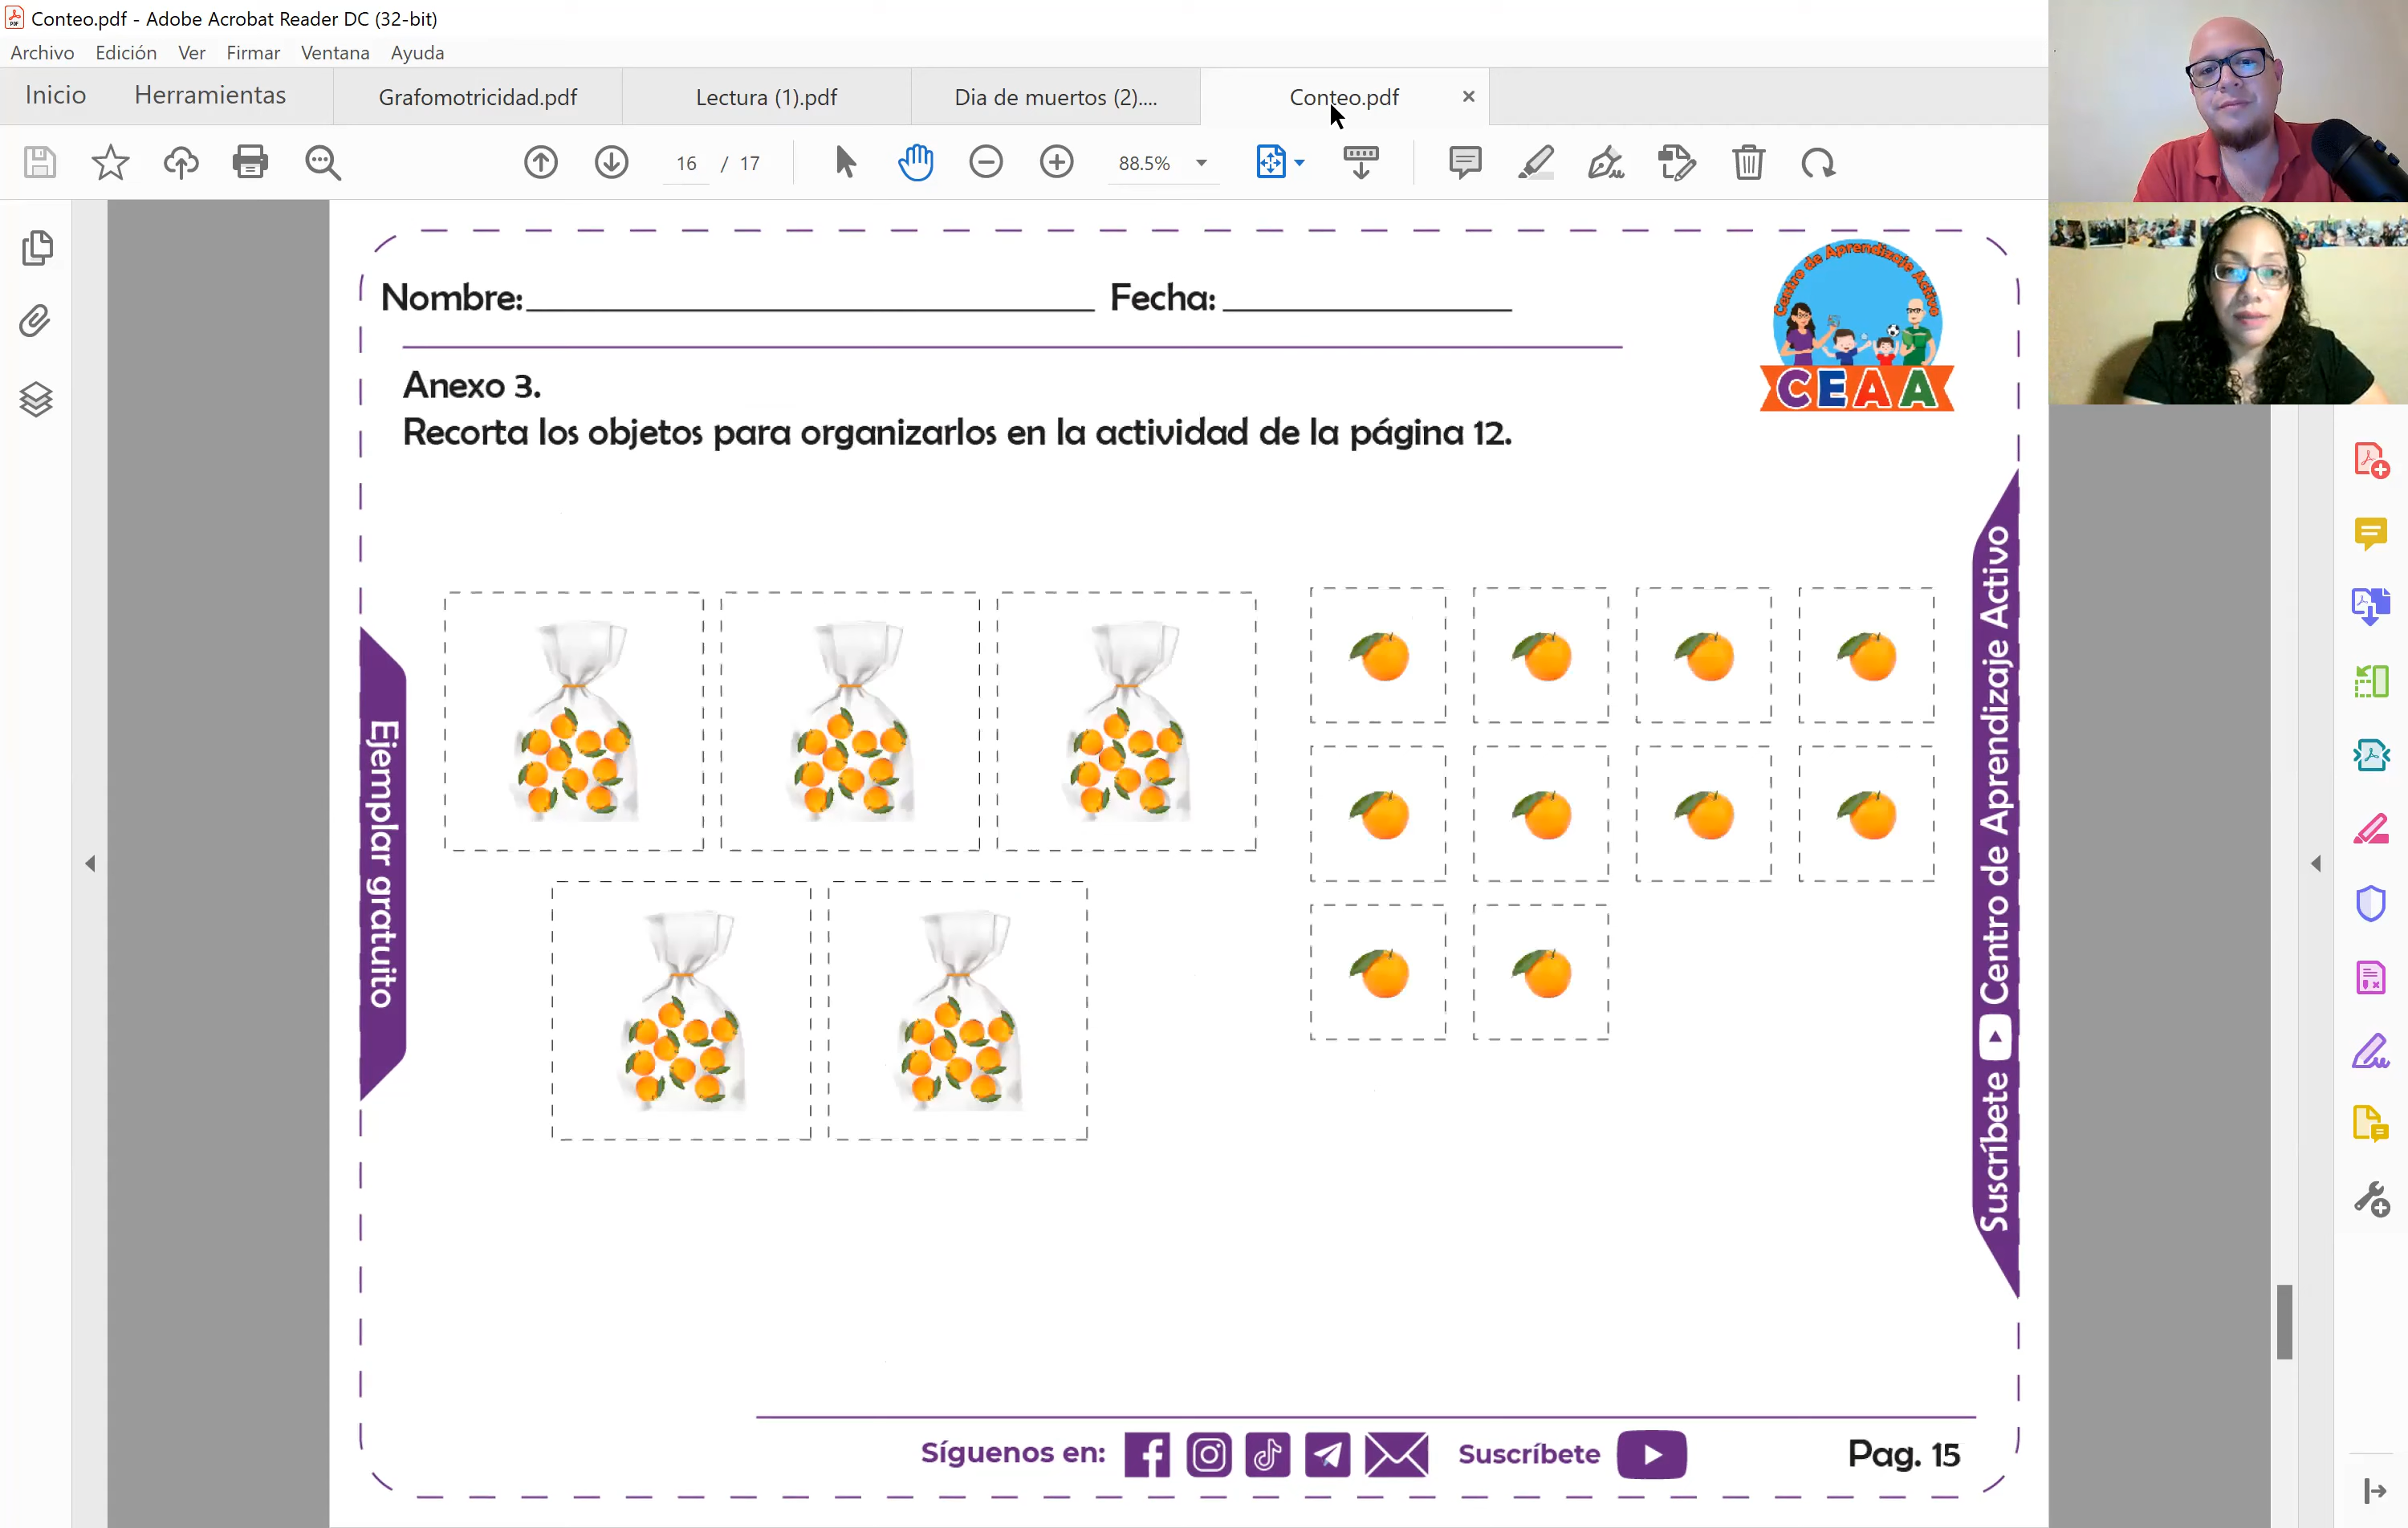 Conteo.pdf - Adobe Acrobat Reader DC (32-bit)
Archivo Edición Ver Firmar Ventana Ayuda
Inicio Herramientas Grafomotricidad.pdf Lectura (1).pdf Dia de muertos (2).... Conteo.pdf ×
16 / 17 88.5%
Nombre: Fecha:
Centro de Aprendizaje Activo
CEAA
Anexo 3.
Recorta los objetos para organizarlos en la actividad de la página 12.
Ejemplar gratuito
Suscríbete Centro de Aprendizaje Activo
Síguenos en: Suscríbete Pag. 15